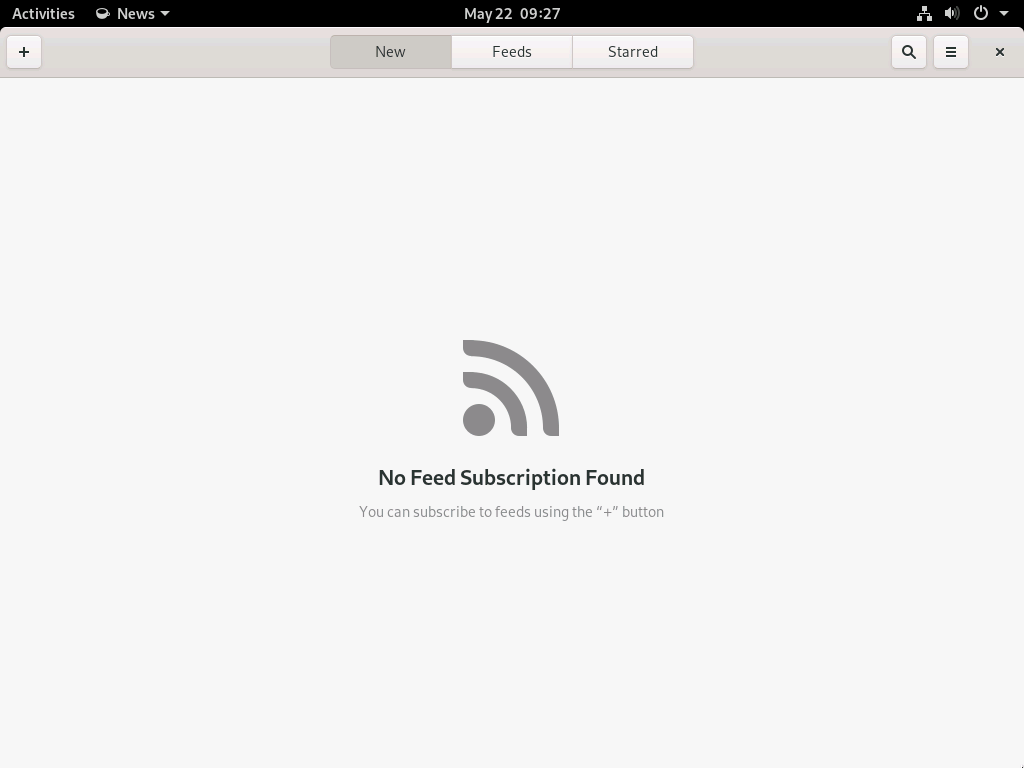 Activities News May 22 09:27
New Feeds Starred
No Feed Subscription Found
You can subscribe to feeds using the “+” button